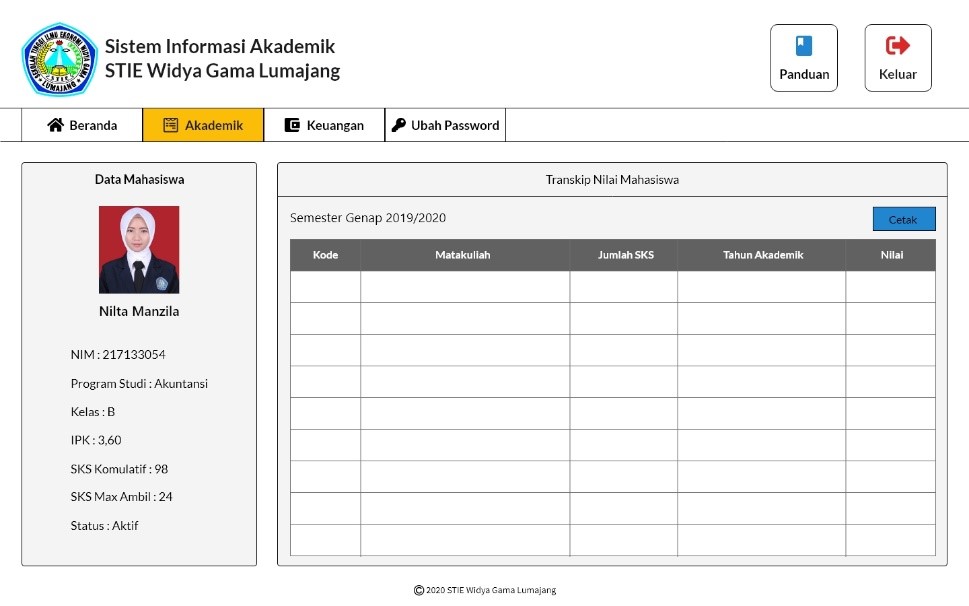 Sistem Informasi Akademik
STIE Widya Gama Lumajang
SEKOLAH TINGGI ILMU EKONOMI WIDYA GAMA
STIE
LUMAJANG
Panduan
Keluar
Beranda
Akademik
Keuangan
Ubah Password
Data Mahasiswa
Nilta Manzila
NIM : 217133054
Program Studi : Akuntansi
Kelas : B
IPK : 3,60
SKS Komulatif : 98
SKS Max Ambil : 24
Status : Aktif
Transkip Nilai Mahasiswa
Semester Genap 2019/2020
Cetak
Kode Matakuliah Jumlah SKS Tahun Akademik Nilai
© 2020 STIE Widya Gama Lumajang